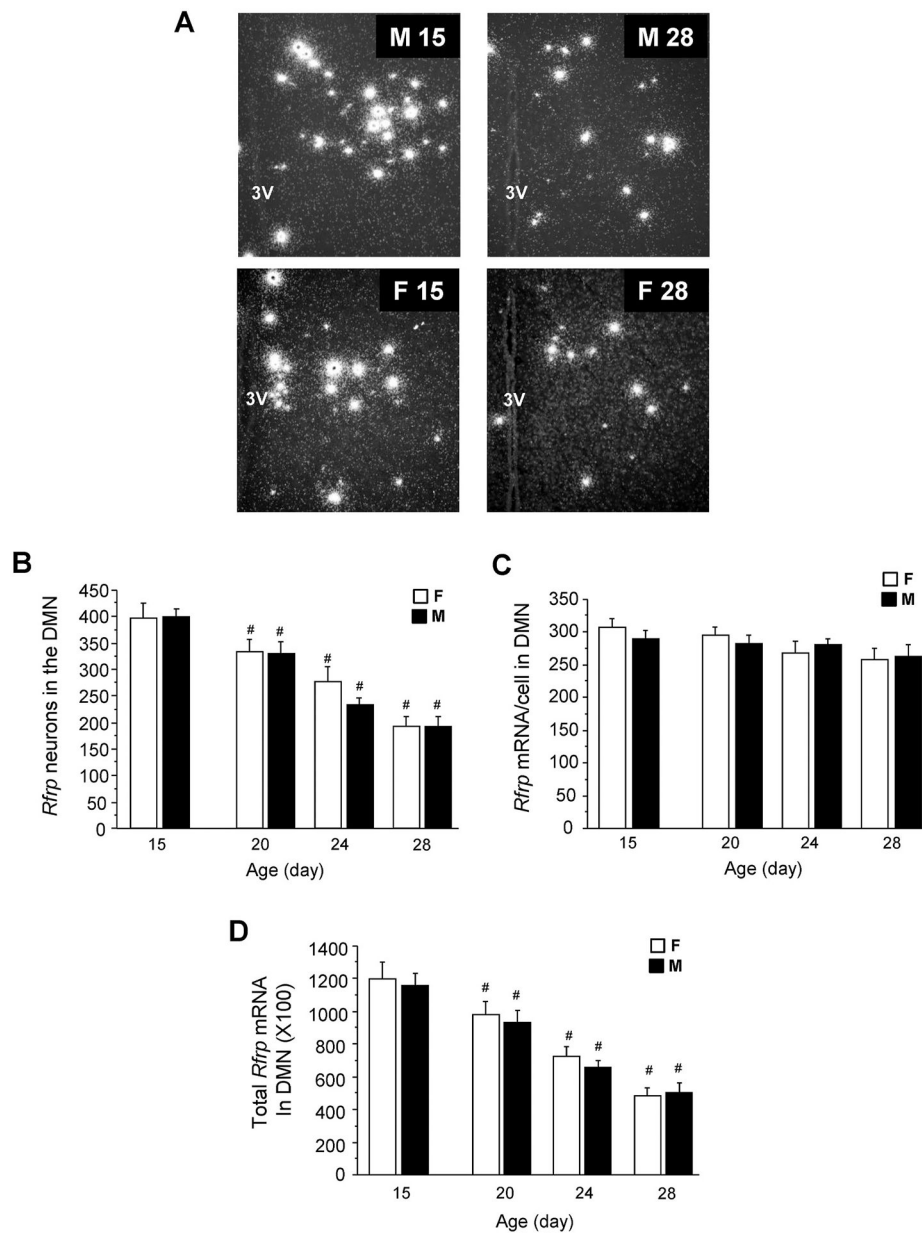 A
M 15
M 28
3V
3V
F 15
F 28
3V
3V
B
Rfrp neurons in the DMN
450
400
350
300
250
200
150
100
50
0
F
M
#
#
#
#
#
#
15
20
24
28
Age (day)
C
Rfrp mRNA/cell in DMN
350
300
250
200
150
100
50
0
F
M
15
20
24
28
Age (day)
D
Total Rfrp mRNA
In DMN (X100)
1400
1200
1000
800
600
400
200
0
F
M
#
#
#
#
#
#
15
20
24
28
Age (day)